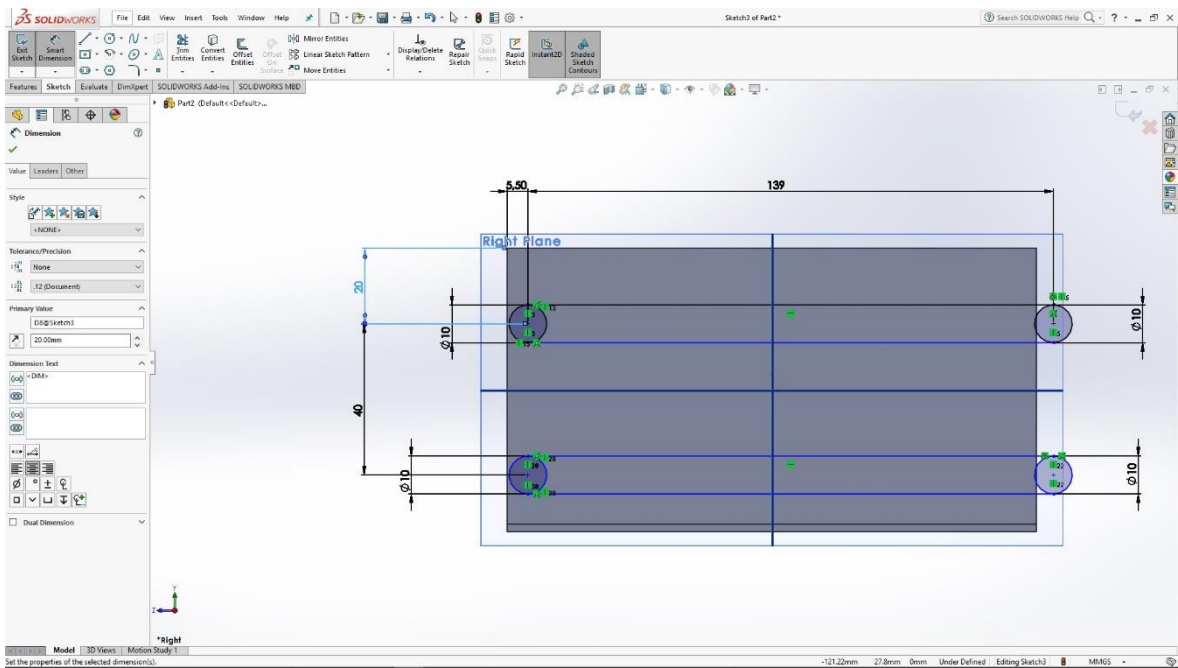 SOLIDWORKS File Edit View Insert Tools Window Help Sketch3 of Part2 * Search SOLIDWORKS Help
Exit Sketch Smart Dimension Trim Entities Convert Entities Offset Entities Offset On Surface Mirror Entities Linear Sketch Pattern Move Entities Display/Delete Relations Repair Sketch Quick Snaps Rapid Sketch Instant2D Shaded Sketch Contours
Features Sketch Evaluate DimXpert SOLIDWORKS Add-Ins SOLIDWORKS MBD
Part2 (Default<<Default>...
Dimension
Value Leaders Other
Style
<NONE>
Tolerance/Precision
None
.12 (Document)
Primary Value
D8@Sketch3
20.00mm
Dimension Text
<DIM>
Dual Dimension
5,50
139
Right Plane
20
Ø10
Ø10
40
Ø10
Ø10
Y
Z
*Right
Model 3D Views Motion Study 1
Set the properties of the selected dimension(s). -121.22mm 27.8mm 0mm Under Defined Editing Sketch3 MMGS